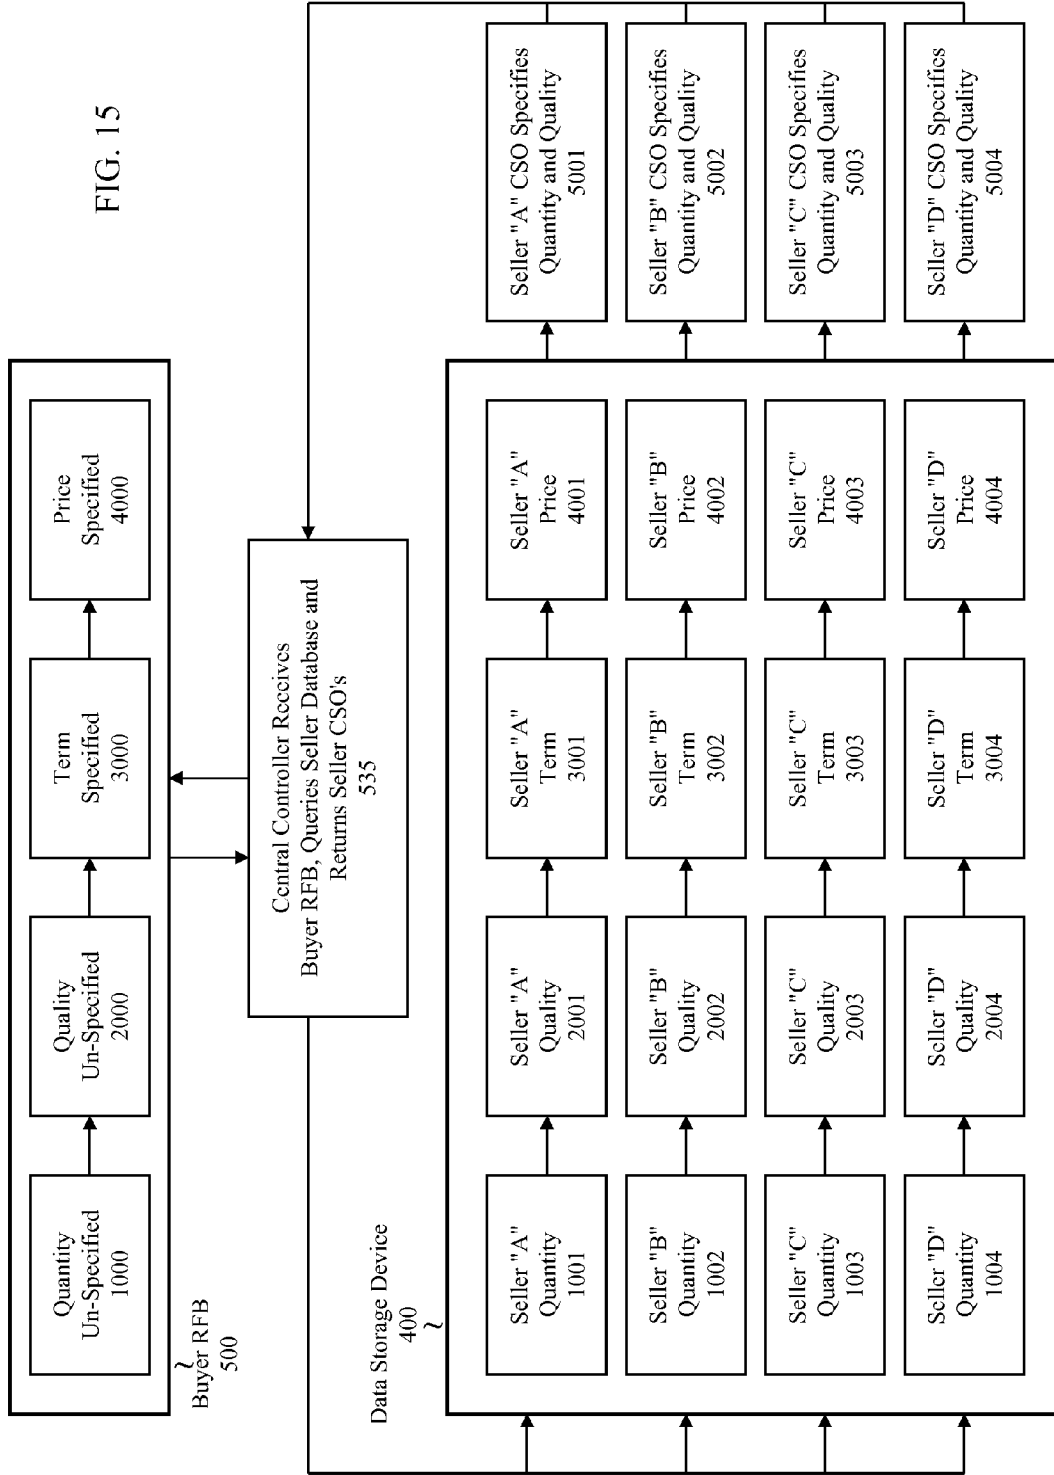 FIG. 15
Quantity
Un-Specified
1000
Quality
Un-Specified
2000
Term
Specified
3000
Price
Specified
4000
Buyer RFB
500
Central Controller Receives
Buyer RFB, Queries Seller Database and
Returns Seller CSO's
535
Data Storage Device
400
Seller "A"
Quantity
1001
Seller "A"
Quality
2001
Seller "A"
Term
3001
Seller "A"
Price
4001
Seller "A" CSO Specifies
Quantity and Quality
5001
Seller "B"
Quantity
1002
Seller "B"
Quality
2002
Seller "B"
Term
3002
Seller "B"
Price
4002
Seller "B" CSO Specifies
Quantity and Quality
5002
Seller "C"
Quantity
1003
Seller "C"
Quality
2003
Seller "C"
Term
3003
Seller "C"
Price
4003
Seller "C" CSO Specifies
Quantity and Quality
5003
Seller "D"
Quantity
1004
Seller "D"
Quality
2004
Seller "D"
Term
3004
Seller "D"
Price
4004
Seller "D" CSO Specifies
Quantity and Quality
5004